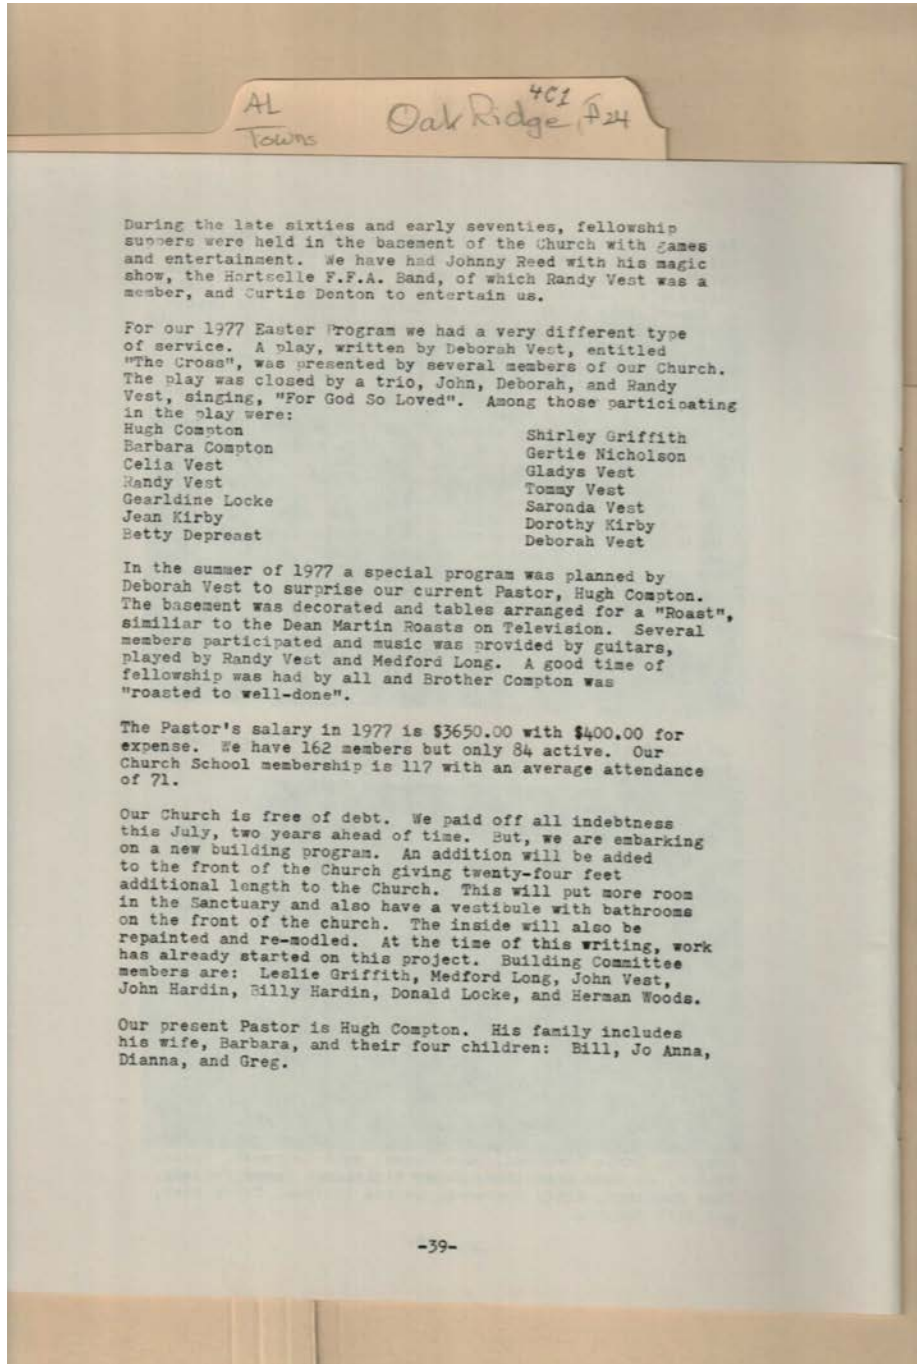 AL
Towns
Oak Ridge,
4C1
P24
During the late sixties and early seventies, fellowship
suppers were held in the basement of the Church with games
and entertainment. We have had Johnny Reed with his magic
show, the Hartselle F.F.A. Band, of which Randy Vest was a
member, and Curtis Denton to entertain us.
For our 1977 Easter Program we had a very different type
of service. A play, written by Deborah Vest, entitled
"The Cross", was presented by several members of our Church.
The play was closed by a trio, John, Deborah, and Randy
Vest, singing, "For God So Loved". Among those participating
in the play were:
Hugh Compton
Barbara Compton
Celia Vest
Randy Vest
Gearldine Locke
Jean Kirby
Betty Depreast
Shirley Griffith
Gertie Nicholson
Gladys Vest
Tommy Vest
Saronda Vest
Dorothy Kirby
Deborah Vest
In the summer of 1977 a special program was planned by
Deborah Vest to surprise our current Pastor, Hugh Compton.
The basement was decorated and tables arranged for a "Roast",
similiar to the Dean Martin Roasts on Television. Several
members participated and music was provided by guitars,
played by Randy Vest and Medford Long. A good time of
fellowship was had by all and Brother Compton was
"roasted to well-done".
The Pastor's salary in 1977 is $3650.00 with $400.00 for
expense. We have 162 members but only 84 active. Our
Church School membership is 117 with an average attendance
of 71.
Our Church is free of debt. We paid off all indebtness
this July, two years ahead of time. But, we are embarking
on a new building program. An addition will be added
to the front of the Church giving twenty-four feet
additional length to the Church. This will put more room
in the Sanctuary and also have a vestibule with bathrooms
on the front of the church. The inside will also be
repainted and re-modled. At the time of this writing, work
has already started on this project. Building Committee
members are: Leslie Griffith, Medford Long, John Vest,
John Hardin, Billy Hardin, Donald Locke, and Herman Woods.
Our present Pastor is Hugh Compton. His family includes
his wife, Barbara, and their four children: Bill, Jo Anna,
Dianna, and Greg.
-39-